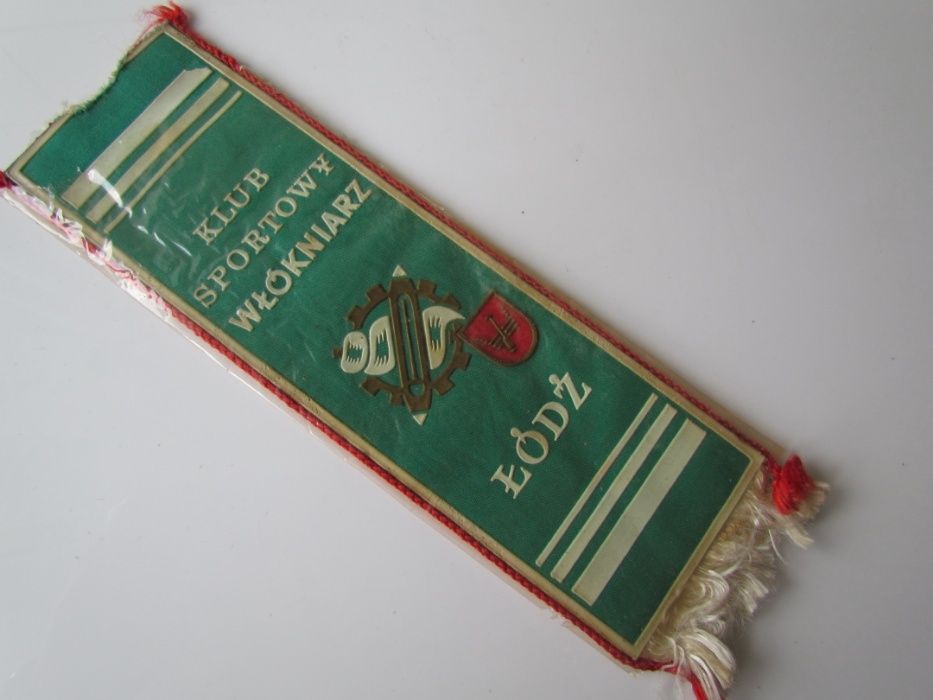 KLUB
SPORTOWY
WŁÓKNIARZ
ŁÓDŹ